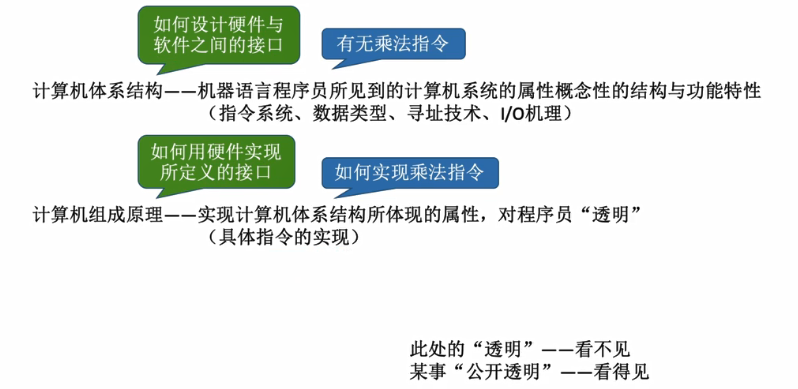 如何设计硬件与
软件之间的接口
有无乘法指令
计算机体系结构——机器语言程序员所见到的计算机系统的属性概念性的结构与功能特性
（指令系统、数据类型、寻址技术、I/O机理）
如何用硬件实现
所定义的接口
如何实现乘法指令
计算机组成原理——实现计算机体系结构所体现的属性，对程序员“透明”
（具体指令的实现）
此处的“透明”——看不见
某事“公开透明”——看得见